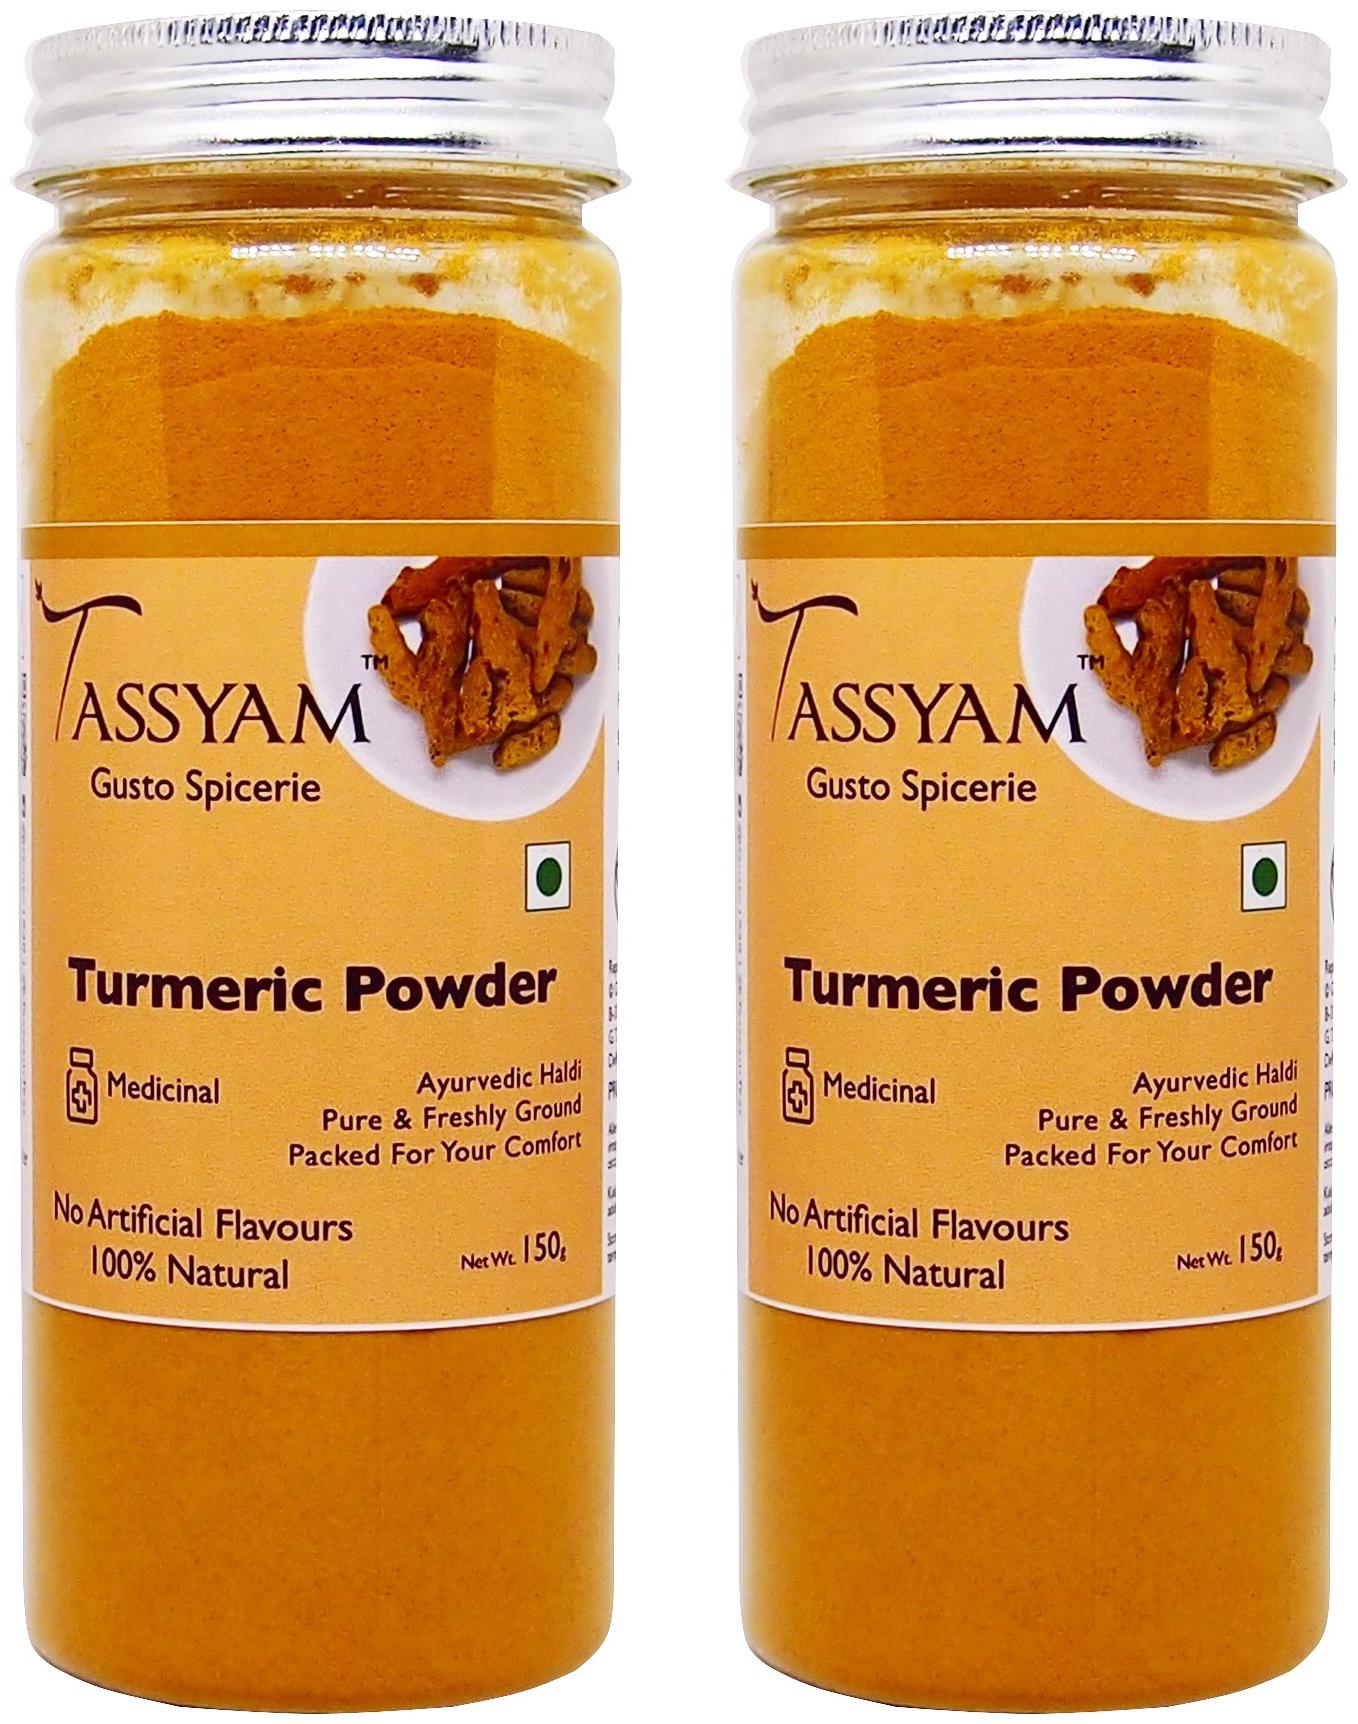 TASSYAM™
Gusto Spicerie
Turmeric Powder
Medicinal
Ayurvedic Haldi
Pure & Freshly Ground
Packed For Your Comfort
No Artificial Flavours
100% Natural
Net Wt. 150g
TASSYAM™
Gusto Spicerie
Turmeric Powder
Medicinal
Ayurvedic Haldi
Pure & Freshly Ground
Packed For Your Comfort
No Artificial Flavours
100% Natural
Net Wt. 150g